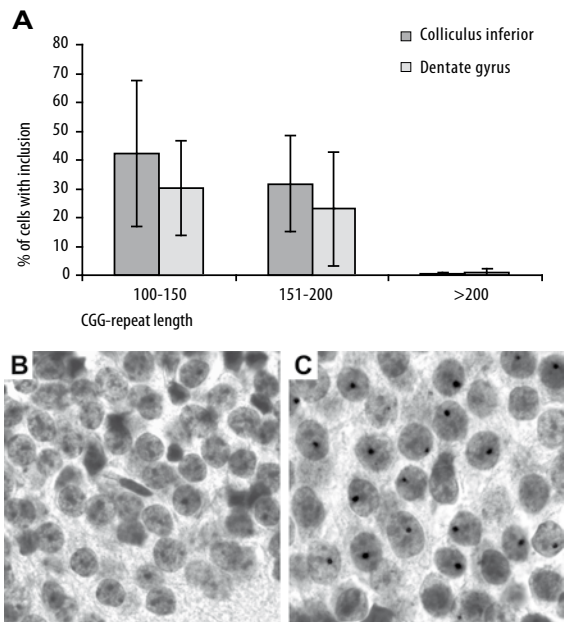 A
80
70
60
50
40
30
20
10
0
% of cells with inclusion
Colliculus inferior
Dentate gyrus
100-150
151-200
>200
CGG-repeat length
B
C